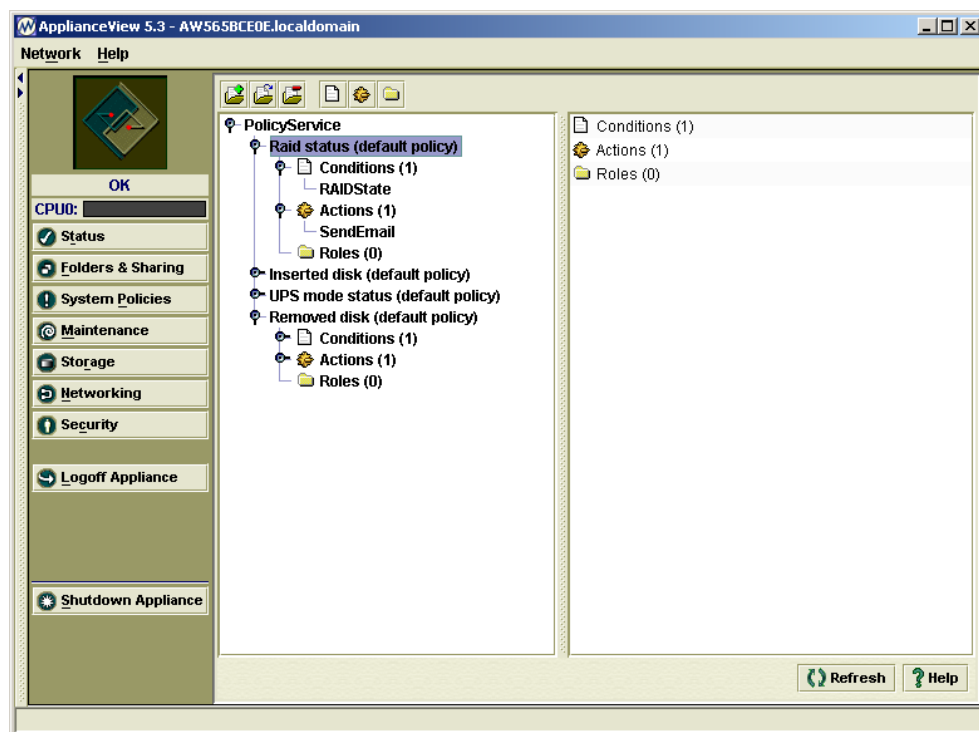 ApplianceView 5.3 - AW565BCE0E.localdomain
Network Help
OK
CPU0:
Status
Folders & Sharing
System Policies
Maintenance
Storage
Networking
Security
Logoff Appliance
Shutdown Appliance
PolicyService
Raid status (default policy)
Conditions (1)
RAIDState
Actions (1)
SendEmail
Roles (0)
Inserted disk (default policy)
UPS mode status (default policy)
Removed disk (default policy)
Conditions (1)
Actions (1)
Roles (0)
Conditions (1)
Actions (1)
Roles (0)
Refresh
Help